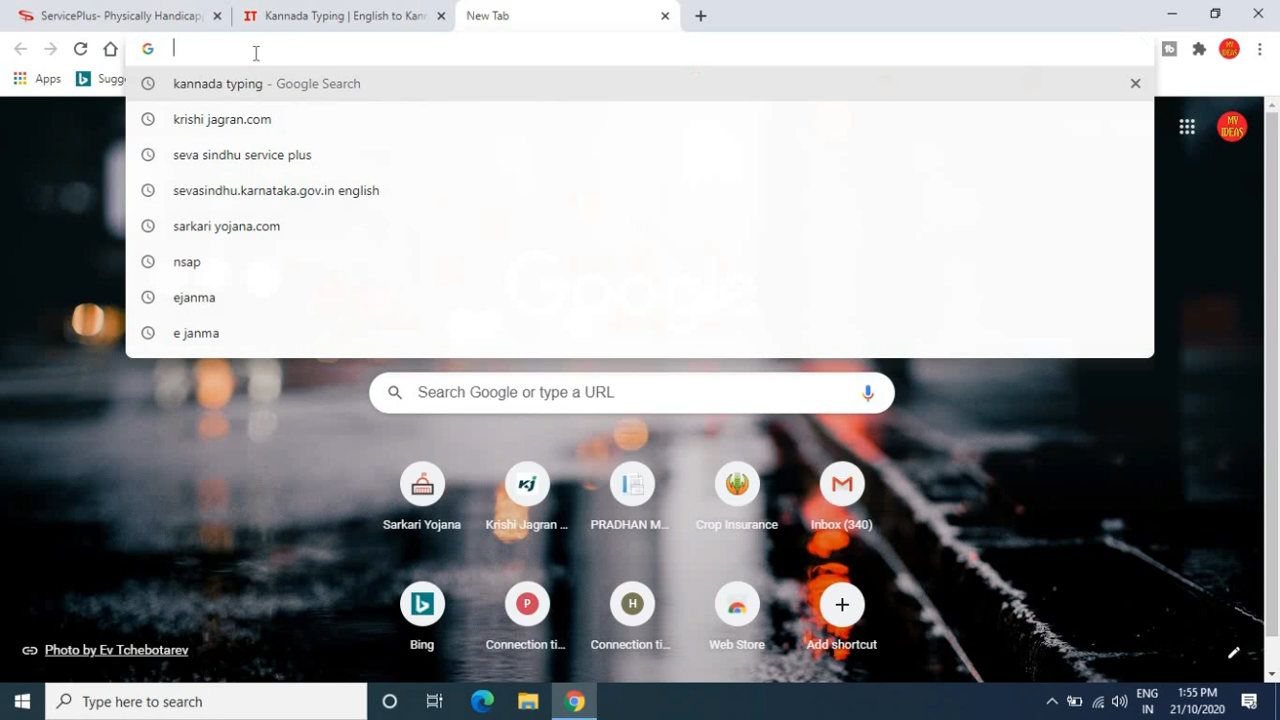 ServicePlus- Physically Handicap
Kannada Typing | English to Kan
New Tab
Apps
Sugg
kannada typing - Google Search
krishi jagran.com
seva sindhu service plus
sevasindhu.karnataka.gov.in english
sarkari yojana.com
nsap
ejanma
e janma
MY IDEAS
MY IDEAS
Google
Search Google or type a URL
Sarkari Yojana
Krishi Jagran ...
PRADHAN M...
Crop Insurance
Inbox (340)
Bing
Connection ti...
Connection ti...
Web Store
Add shortcut
Photo by Ev Tchebotarev
Type here to search
ENG
IN
1:55 PM
21/10/2020